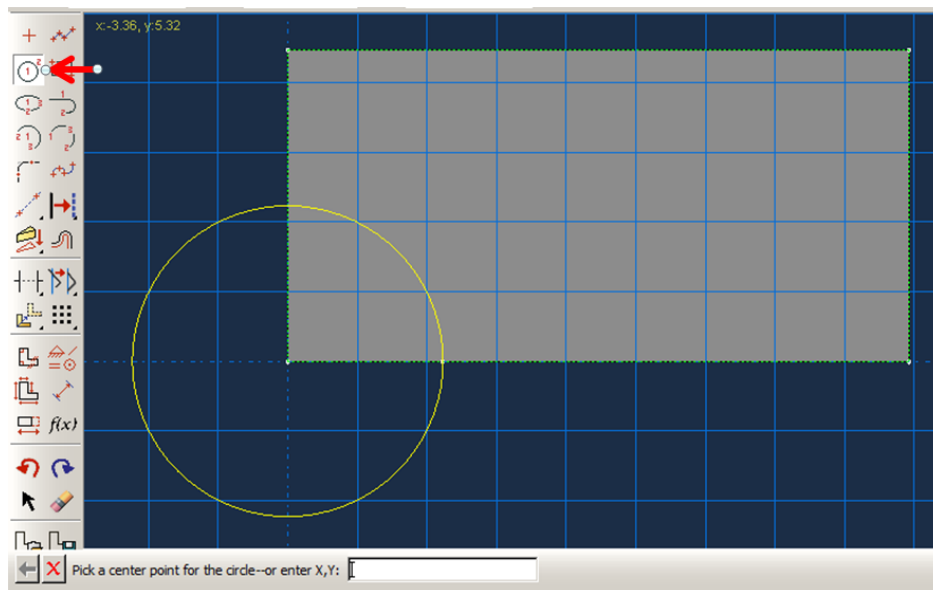 x:-3.36, y:5.32
f(x)
Pick a center point for the circle--or enter X,Y: